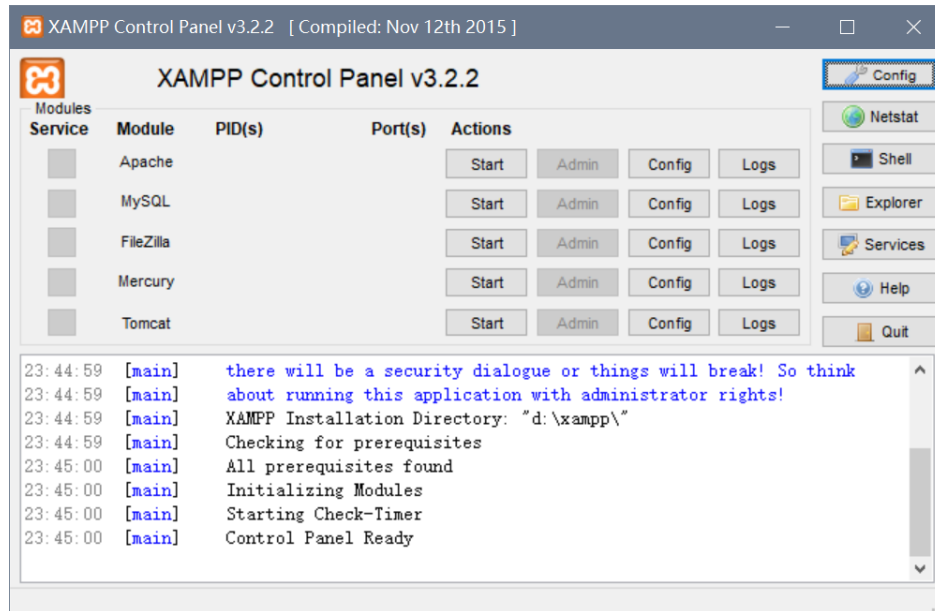 XAMPP Control Panel v3.2.2 [ Compiled: Nov 12th 2015 ]
XAMPP Control Panel v3.2.2
Config
Modules
Service Module PID(s) Port(s) Actions
Netstat
Apache Start Admin Config Logs
Shell
MySQL Start Admin Config Logs
Explorer
FileZilla Start Admin Config Logs
Services
Mercury Start Admin Config Logs
Help
Tomcat Start Admin Config Logs
Quit
23:44:59 [main] there will be a security dialogue or things will break! So think
23:44:59 [main] about running this application with administrator rights!
23:44:59 [main] XAMPP Installation Directory: "d:\xampp\"
23:44:59 [main] Checking for prerequisites
23:45:00 [main] All prerequisites found
23:45:00 [main] Initializing Modules
23:45:00 [main] Starting Check-Timer
23:45:00 [main] Control Panel Ready